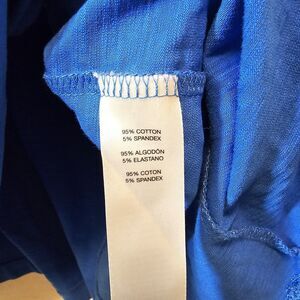 95% COTTON
5% SPANDEX
95% ALGODÓN
5% ELASTANO
95% COTON
5% SPANDEX